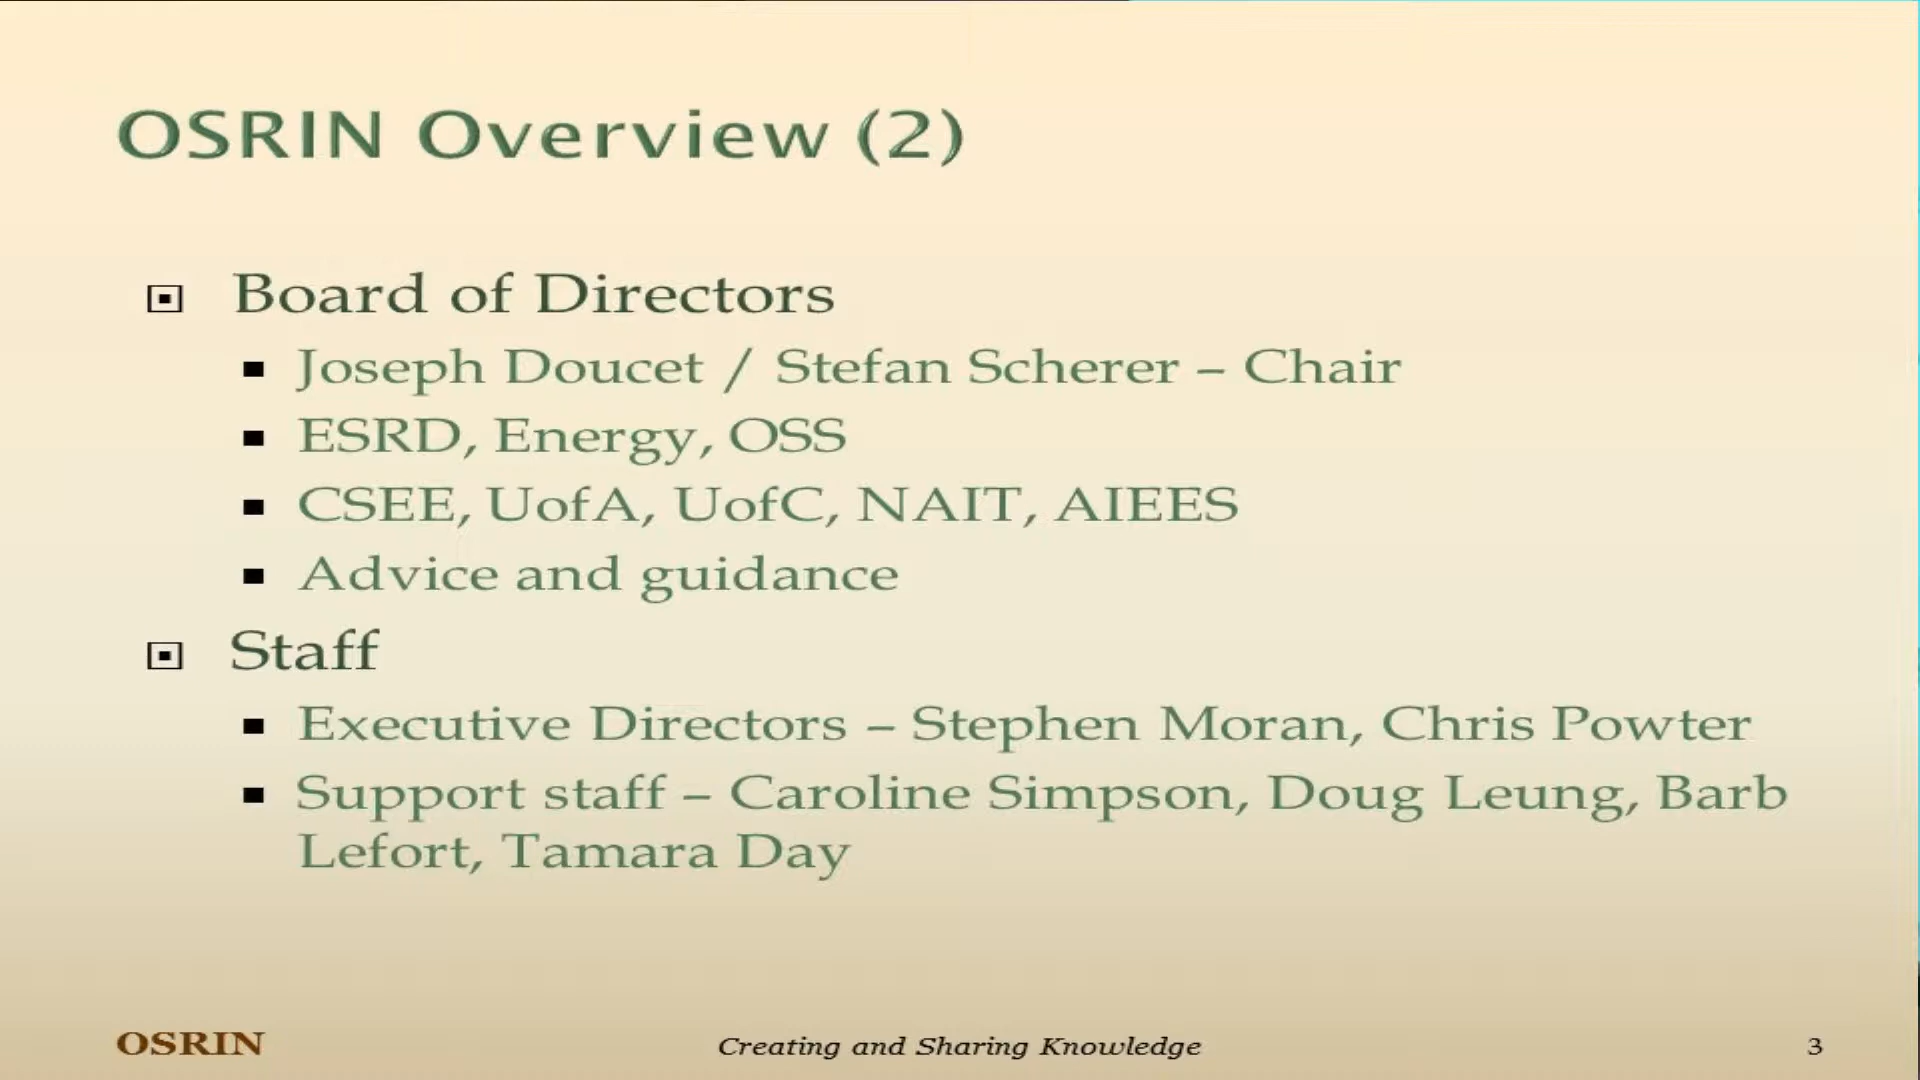 OSRIN Overview (2)
Board of Directors
Joseph Doucet / Stefan Scherer – Chair
ESRD, Energy, OSS
CSEE, UofA, UofC, NAIT, AIEES
Advice and guidance
Staff
Executive Directors – Stephen Moran, Chris Powter
Support staff – Caroline Simpson, Doug Leung, Barb
Lefort, Tamara Day
OSRIN
Creating and Sharing Knowledge
3